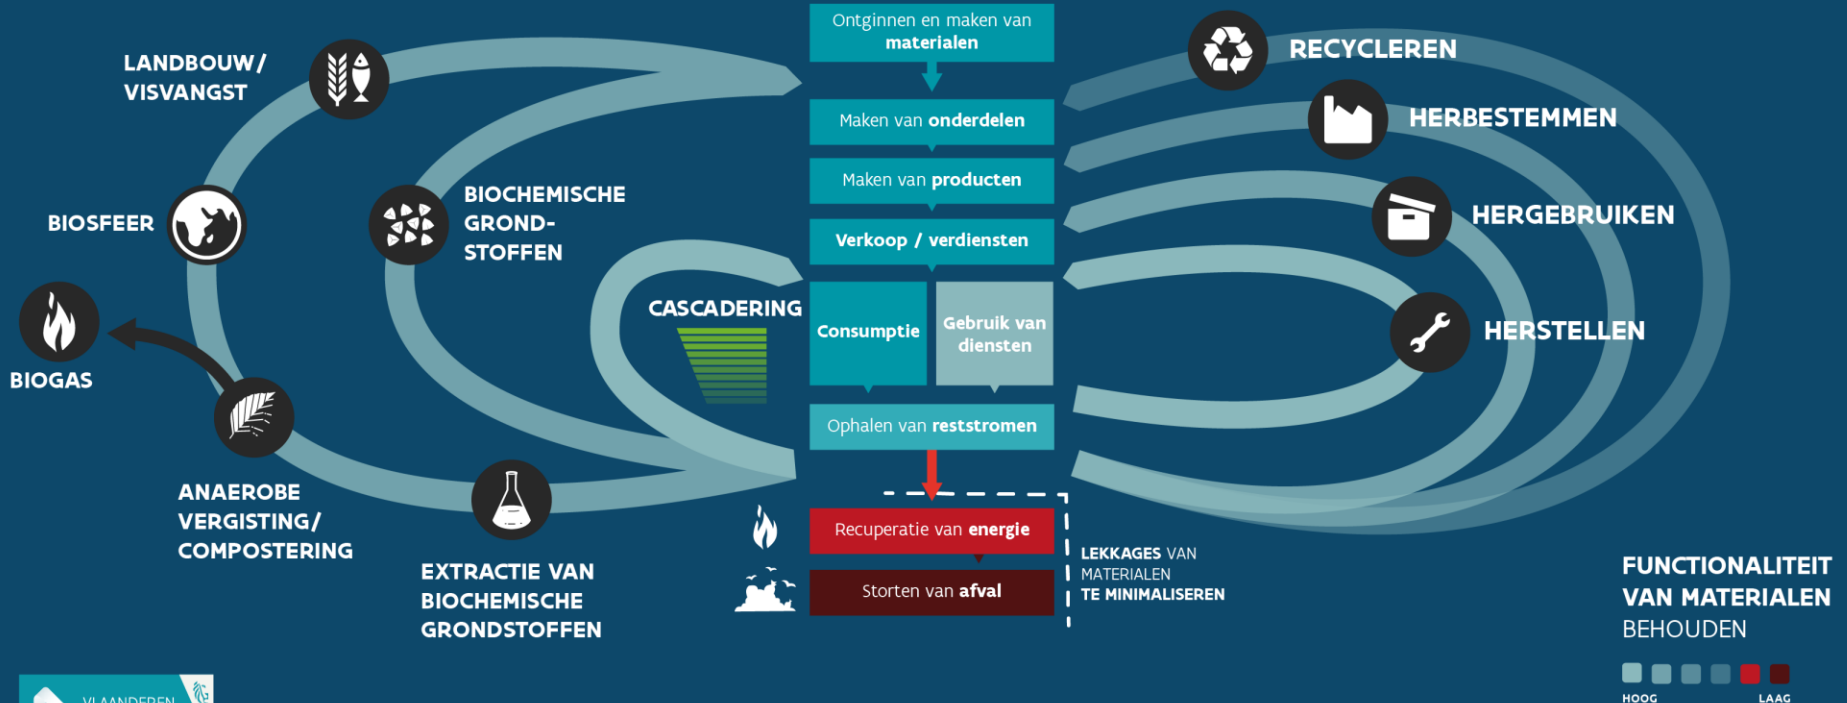 Ontginnen en maken van
materialen
Maken van onderdelen
Maken van producten
Verkoop / verdiensten
Consumptie
Gebruik van
diensten
Ophalen van reststromen
Recuperatie van energie
Storten van afval
LANDBOUW/
VISVANGST
BIOSFEER
BIOGAS
ANAEROBE
VERGISTING/
COMPOSTERING
EXTRACTIE VAN
BIOCHEMISCHE
GRONDSTOFFEN
BIOCHEMISCHE
GROND-
STOFFEN
CASCADERING
RECYCLEREN
HERBESTEMMEN
HERGEBRUIKEN
HERSTELLEN
LEKKAGES VAN
MATERIALEN
TE MINIMALISEREN
FUNCTIONALITEIT
VAN MATERIALEN
BEHOUDEN
HOOG
LAAG
VLAANDEREN